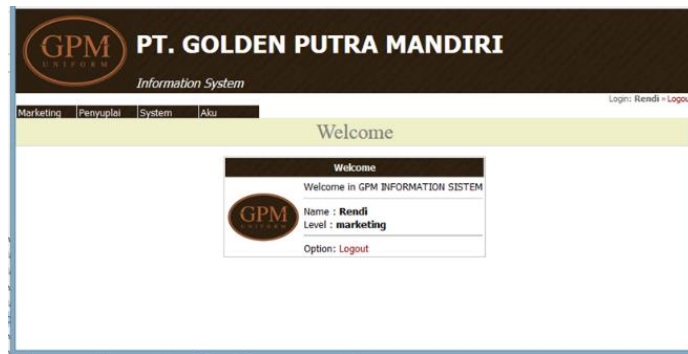 GPM
UNIFORM
PT. GOLDEN PUTRA MANDIRI
Information System
Login: Rendi - Logout
Marketing Penyuplai System Aku
Welcome
Welcome
Welcome in GPM INFORMATION SISTEM
GPM
UNIFORM
Name : Rendi
Level : marketing
Option: Logout